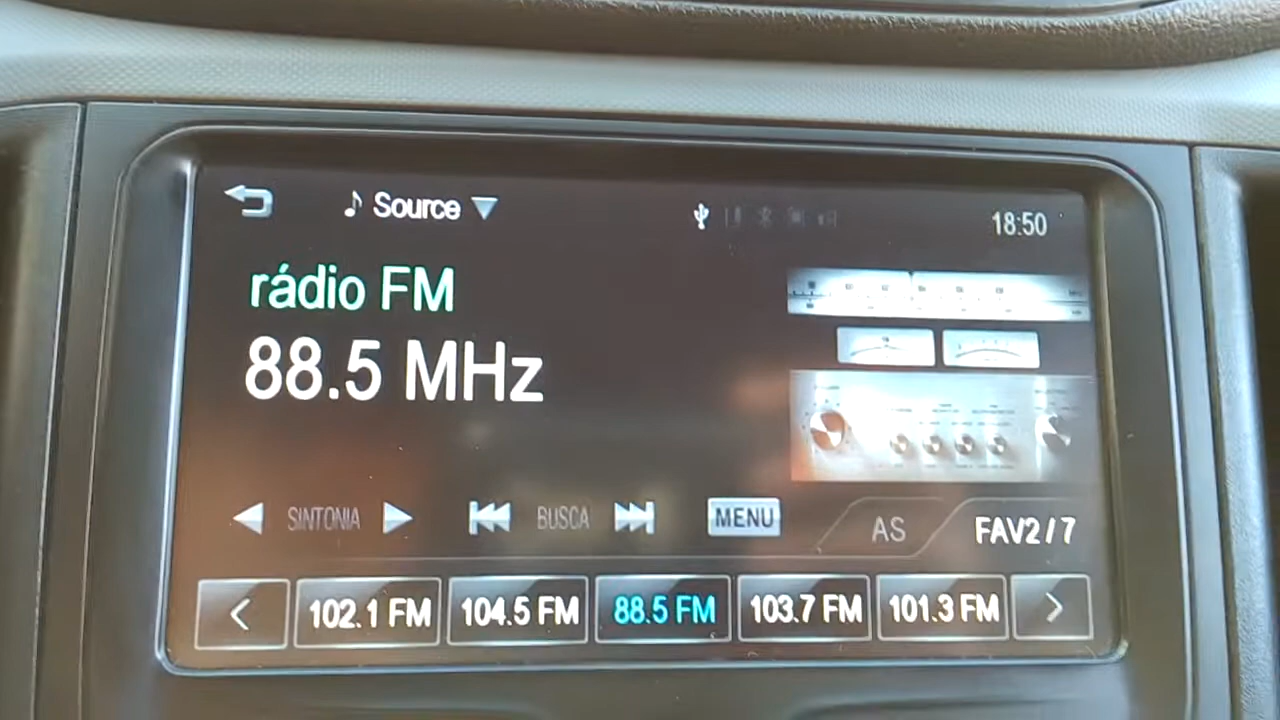 Source
18:50
rádio FM
88.5 MHz
SINTONIA BUSCA MENU AS FAV2/7
102.1 FM 104.5 FM 88.5 FM 103.7 FM 101.3 FM